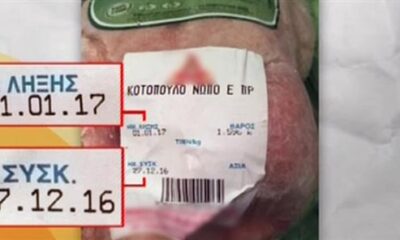 ΛΗΞΗΣ
1.01.17
ΣΥΣΚ.
7.12.16
ΚΟΤΟΠΟΥΛΟ ΝΩΠΟ Ε ΠΡ
ΗΜ.ΛΗΞΗΣ ΒΑΡΟΣ
01.01.17
ΗΜ.ΣΥΣΚ ΑΞΙΑ
27.12.16